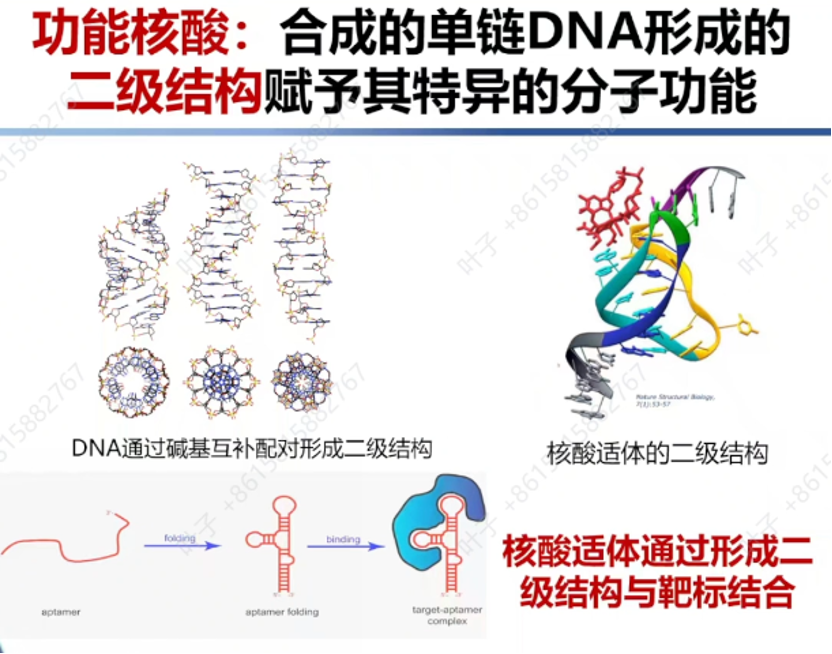 功能核酸：合成的单链DNA形成的
二级结构赋予其特异的分子功能
Nature Structural Biology,
7(1):53-57
DNA通过碱基互补配对形成二级结构
核酸适体的二级结构
folding
binding
aptamer
aptamer folding
target-aptamer
complex
核酸适体通过形成二
级结构与靶标结合
叶子 +8615815882767